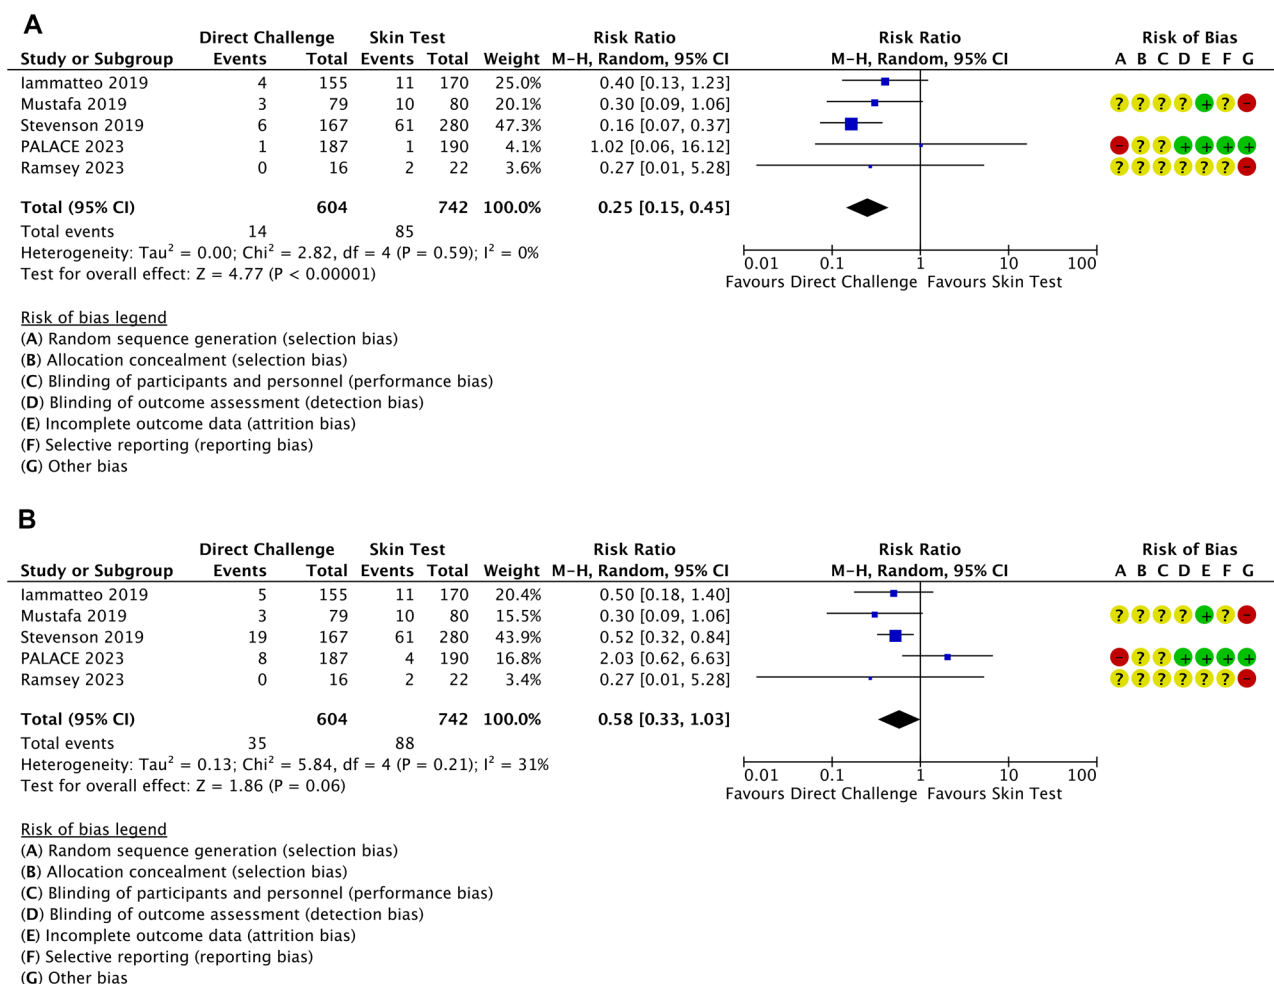 A
Direct Challenge Skin Test Risk Ratio Risk Ratio Risk of Bias
Study or Subgroup Events Total Events Total Weight M-H, Random, 95% CI M-H, Random, 95% CI A B C D E F G
Iammatteo 2019 4 155 11 170 25.0% 0.40 [0.13, 1.23]
Mustafa 2019 3 79 10 80 20.1% 0.30 [0.09, 1.06] ? ? ? ? + ? -
Stevenson 2019 6 167 61 280 47.3% 0.16 [0.07, 0.37]
PALACE 2023 1 187 1 190 4.1% 1.02 [0.06, 16.12] - ? ? + + + +
Ramsey 2023 0 16 2 22 3.6% 0.27 [0.01, 5.28] ? ? ? ? ? ? -
Total (95% CI) 604 742 100.0% 0.25 [0.15, 0.45]
Total events 14 85
Heterogeneity: Tau² = 0.00; Chi² = 2.82, df = 4 (P = 0.59); I² = 0%
Test for overall effect: Z = 4.77 (P < 0.00001)
0.01 0.1 1 10 100
Favours Direct Challenge Favours Skin Test
Risk of bias legend
(A) Random sequence generation (selection bias)
(B) Allocation concealment (selection bias)
(C) Blinding of participants and personnel (performance bias)
(D) Blinding of outcome assessment (detection bias)
(E) Incomplete outcome data (attrition bias)
(F) Selective reporting (reporting bias)
(G) Other bias
B
Direct Challenge Skin Test Risk Ratio Risk Ratio Risk of Bias
Study or Subgroup Events Total Events Total Weight M-H, Random, 95% CI M-H, Random, 95% CI A B C D E F G
Iammatteo 2019 5 155 11 170 20.4% 0.50 [0.18, 1.40]
Mustafa 2019 3 79 10 80 15.5% 0.30 [0.09, 1.06] ? ? ? ? + ? -
Stevenson 2019 19 167 61 280 43.9% 0.52 [0.32, 0.84]
PALACE 2023 8 187 4 190 16.8% 2.03 [0.62, 6.63] - ? ? + + + +
Ramsey 2023 0 16 2 22 3.4% 0.27 [0.01, 5.28] ? ? ? ? ? ? -
Total (95% CI) 604 742 100.0% 0.58 [0.33, 1.03]
Total events 35 88
Heterogeneity: Tau² = 0.13; Chi² = 5.84, df = 4 (P = 0.21); I² = 31%
Test for overall effect: Z = 1.86 (P = 0.06)
0.01 0.1 1 10 100
Favours Direct Challenge Favours Skin Test
Risk of bias legend
(A) Random sequence generation (selection bias)
(B) Allocation concealment (selection bias)
(C) Blinding of participants and personnel (performance bias)
(D) Blinding of outcome assessment (detection bias)
(E) Incomplete outcome data (attrition bias)
(F) Selective reporting (reporting bias)
(G) Other bias